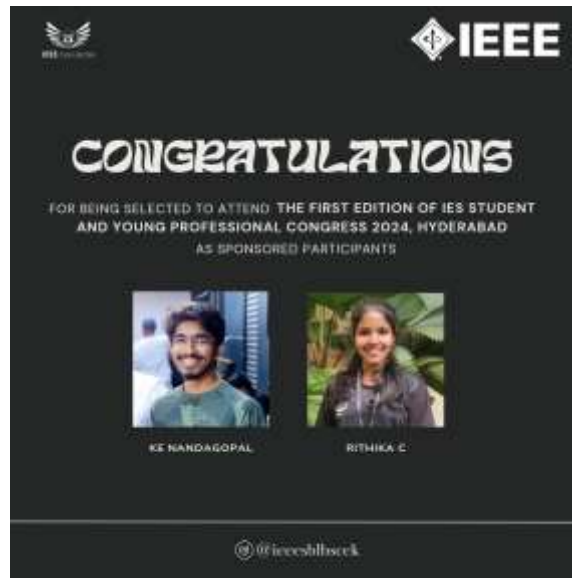 IEEE
CONGRATULATIONS
FOR BEING SELECTED TO ATTEND THE FIRST EDITION OF IES STUDENT
AND YOUNG PROFESSIONAL CONGRESS 2024, HYDERABAD
AS SPONSORED PARTICIPANTS
KE NANDAGOPAL
RITHIKA C